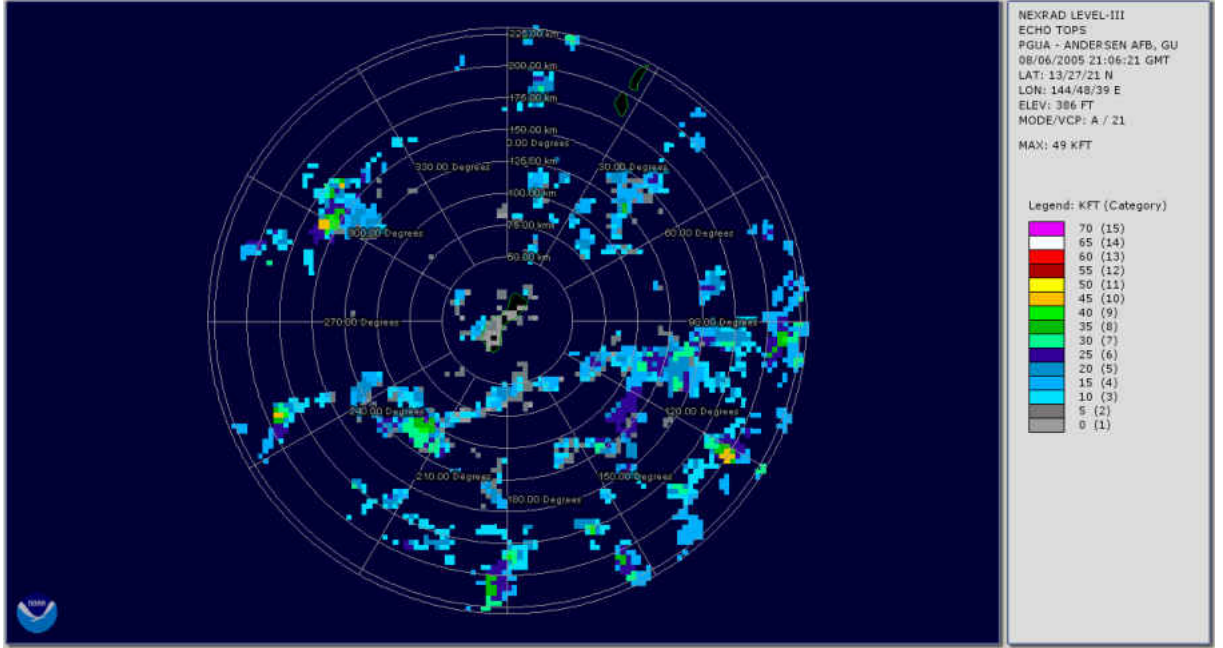 225.00 km
200.00 km
175.00 km
150.00 km
0.00 Degrees
125.00 km
330.00 Degrees
30.00 Degrees
100.00 km
75.00 km
300.00 Degrees
60.00 Degrees
50.00 km
270.00 Degrees
90.00 Degrees
240.00 Degrees
120.00 Degrees
210.00 Degrees
150.00 Degrees
180.00 Degrees
NOAA
NEXRAD LEVEL-III
ECHO TOPS
PGUA - ANDERSEN AFB, GU
08/06/2005 21:06:21 GMT
LAT: 13/27/21 N
LON: 144/48/39 E
ELEV: 386 FT
MODE/VCP: A / 21
MAX: 49 KFT
Legend: KFT (Category)
70 (15)
65 (14)
60 (13)
55 (12)
50 (11)
45 (10)
40 (9)
35 (8)
30 (7)
25 (6)
20 (5)
15 (4)
10 (3)
5 (2)
0 (1)